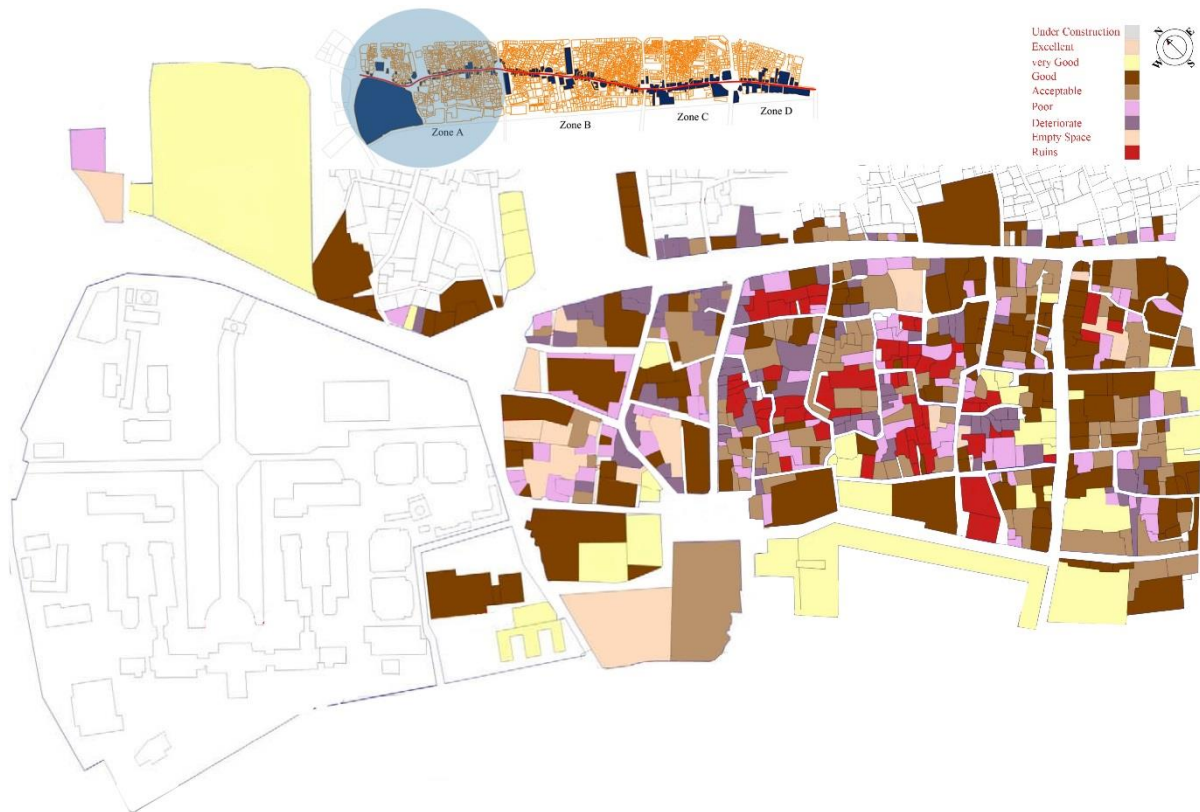 Zone A
Zone B
Zone C
Zone D
Under Construction
Excellent
very Good
Good
Acceptable
Poor
Deteriorate
Empty Space
Ruins
N
E
W
S